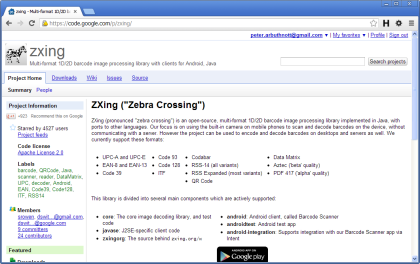 zxing - Multi-format 1D/2D b
https://code.google.com/p/zxing/
peter.arbuthnott@gmail.com ▼ | My favorites ▼ | Profile | Sign out
zxing
Multi-format 1D/2D barcode image processing library with clients for Android, Java
Search projects
Project Home Downloads Wiki Issues Source
Summary People
Project Information
+423 Recommend this on Google
Starred by 4527 users
Project feeds
Code license
Apache License 2.0
Labels
barcode, QRCode, Java,
scanner, reader, DataMatrix,
UPC, decoder, Android,
EAN, Code39, Code128,
ITF, RSS14
Members
srowen, dswit...@gmail.com,
dswit...@google.com
9 committers
24 contributors
Featured
Downloads
ZXing ("Zebra Crossing")
ZXing (pronounced "zebra crossing") is an open-source, multi-format 1D/2D barcode image processing library implemented in Java, with
ports to other languages. Our focus is on using the built-in camera on mobile phones to scan and decode barcodes on the device, without
communicating with a server. However the project can be used to encode and decode barcodes on desktops and servers as well. We
currently support these formats:
• UPC-A and UPC-E • Code 93 • Codabar • Data Matrix
• EAN-8 and EAN-13 • Code 128 • RSS-14 (all variants) • Aztec ('beta' quality)
• Code 39 • ITF • RSS Expanded (most variants) • PDF 417 ('alpha' quality)
• QR Code
This library is divided into several main components which are actively supported:
• core: The core image decoding library, and test
code
• javase: J2SE-specific client code
• zxingorg: The source behind zxing.org/w
• android: Android client, called Barcode Scanner
• androidtest: Android test app
• android-integration: Supports integration with our Barcode Scanner app via
Intent
ANDROID APP ON
Google play